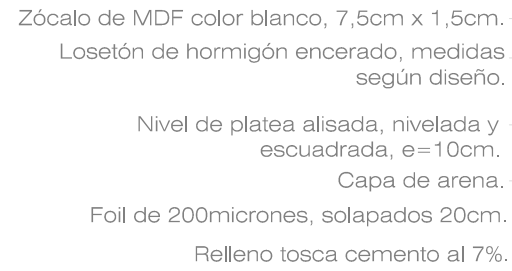 Zócalo de MDF color blanco, 7,5cm x 1,5cm.
Losetón de hormigón encerado, medidas
según diseño.
Nivel de platea alisada, nivelada y
escuadrada, e=10cm.
Capa de arena.
Foil de 200micrones, solapados 20cm.
Relleno tosca cemento al 7%.